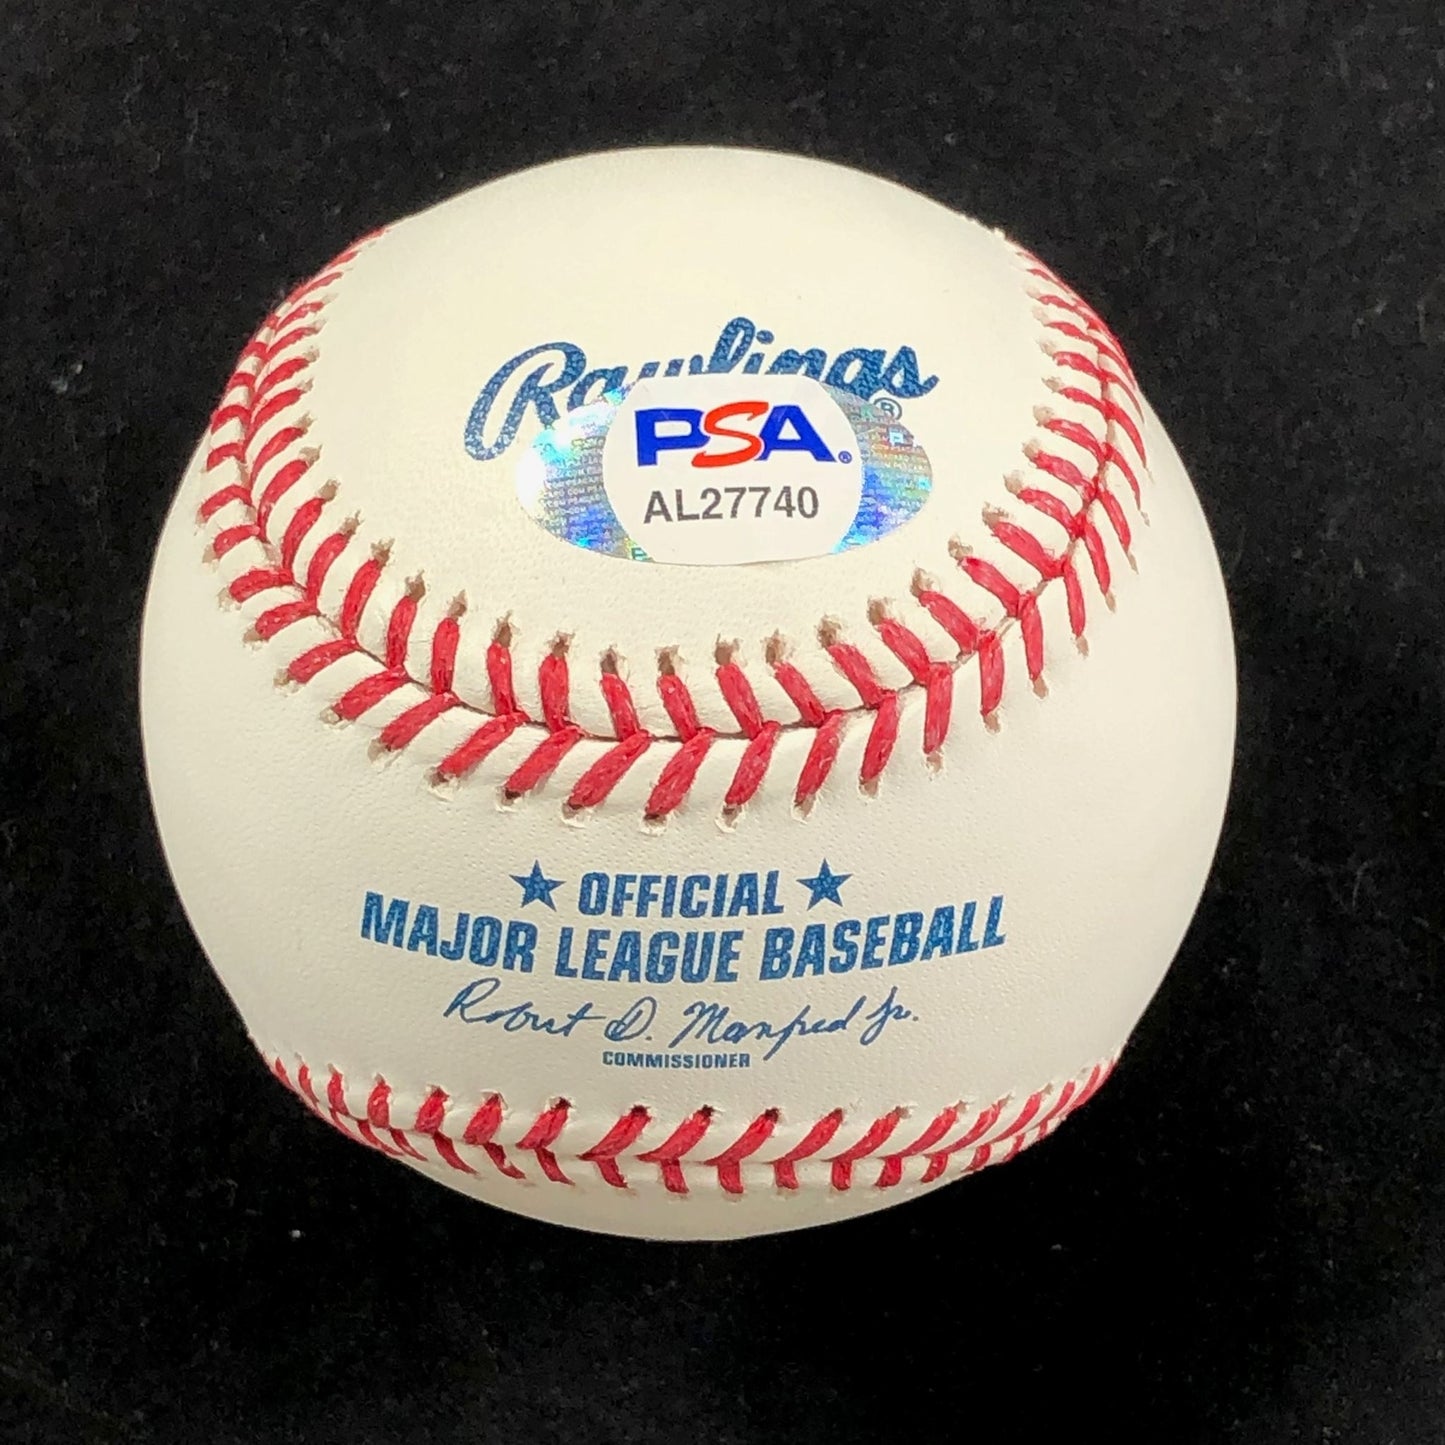 Rawlings®
PSA®
AL27740
★ OFFICIAL ★
MAJOR LEAGUE BASEBALL
Robert D. Manfred Jr.
COMMISSIONER